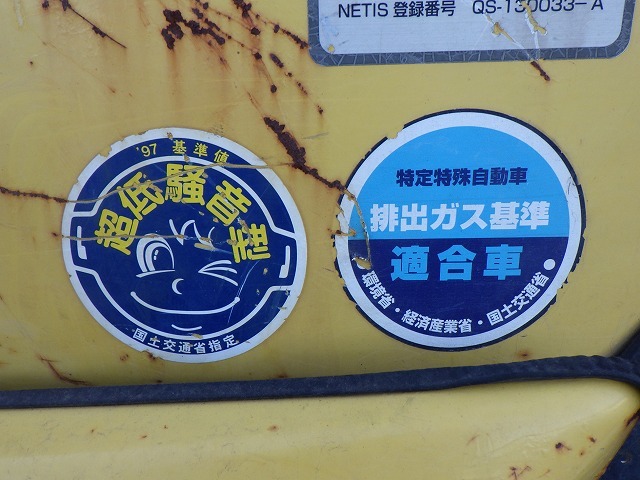 NETIS 登録番号 QS-130033-A
'97 基準値
超低騒音型
国土交通省指定
特定特殊自動車
排出ガス基準
適合車
環境省・経済産業省・国土交通省